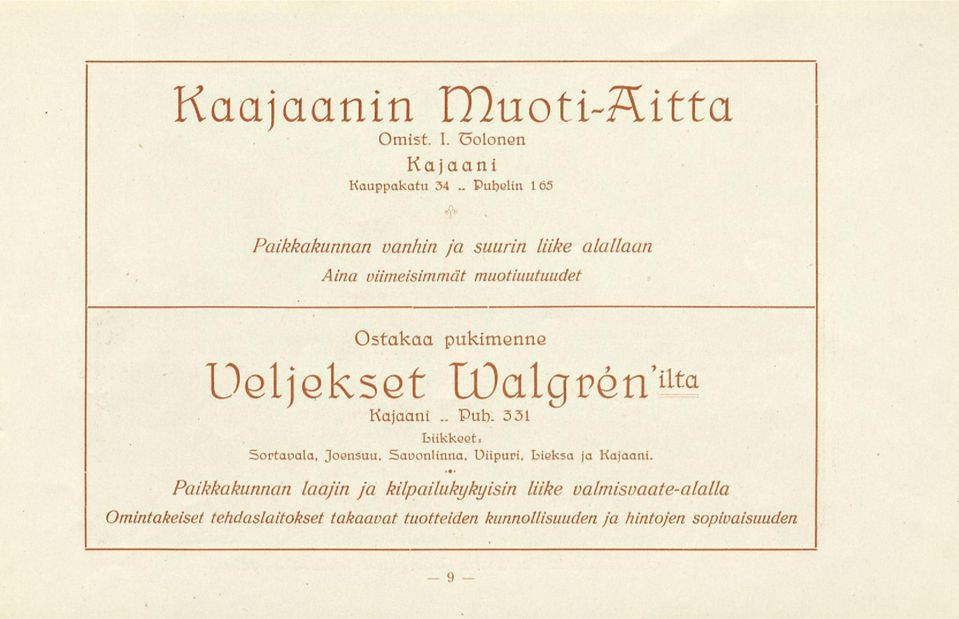 Kaajaanin Muoti-Aitta
Omist. I. Tolonen
Kajaani
Kauppakatu 34 .. Puhelin 165
Paikkakunnan vanhin ja suurin liike alallaan
Aina viimeisimmät muotiuutuudet
Ostakaa pukimenne
Veljekset Walgrén'ilta
Kajaani .. Puh. 331
Liikkeet:
Sortavala, Joensuu, Savonlinna, Viipuri, Lieksa ja Kajaani.
Paikkakunnan laajin ja kilpailukykyisin liike valmisvaate-alalla
Omintakeiset tehdaslaitokset takaavat tuotteiden kunnollisuuden ja hintojen sopivaisuuden
— 9 —